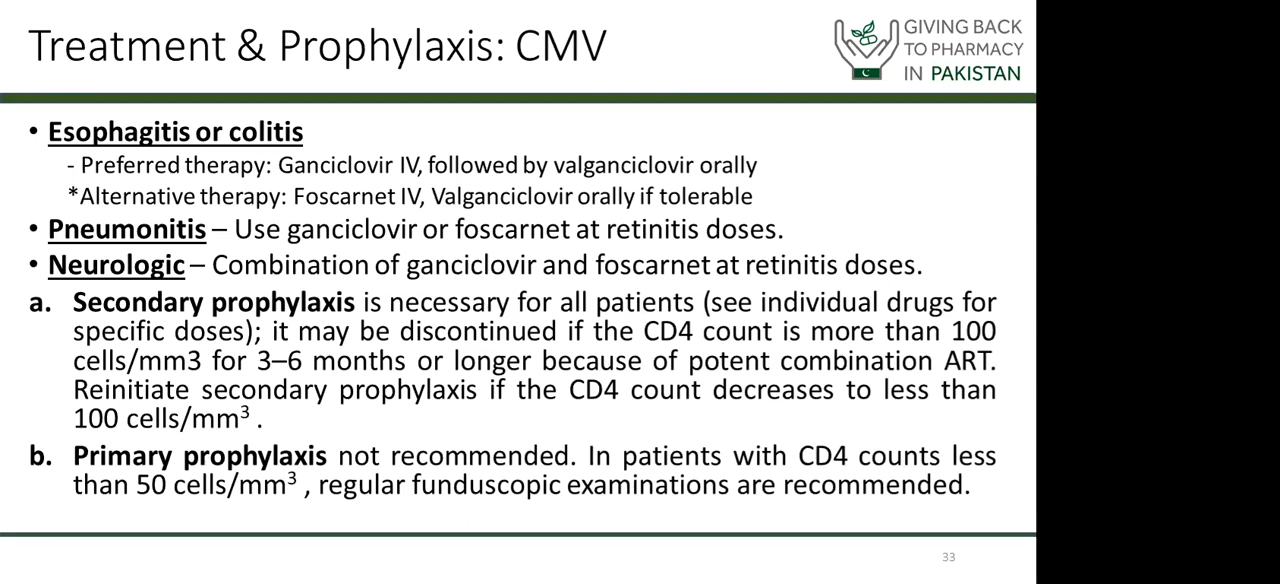 Treatment & Prophylaxis: CMV
GIVING BACK
TO PHARMACY
IN PAKISTAN
• Esophagitis or colitis
- Preferred therapy: Ganciclovir IV, followed by valganciclovir orally
*Alternative therapy: Foscarnet IV, Valganciclovir orally if tolerable
• Pneumonitis – Use ganciclovir or foscarnet at retinitis doses.
• Neurologic – Combination of ganciclovir and foscarnet at retinitis doses.
a. Secondary prophylaxis is necessary for all patients (see individual drugs for
specific doses); it may be discontinued if the CD4 count is more than 100
cells/mm3 for 3–6 months or longer because of potent combination ART.
Reinitiate secondary prophylaxis if the CD4 count decreases to less than
100 cells/mm³ .
b. Primary prophylaxis not recommended. In patients with CD4 counts less
than 50 cells/mm³ , regular funduscopic examinations are recommended.
33